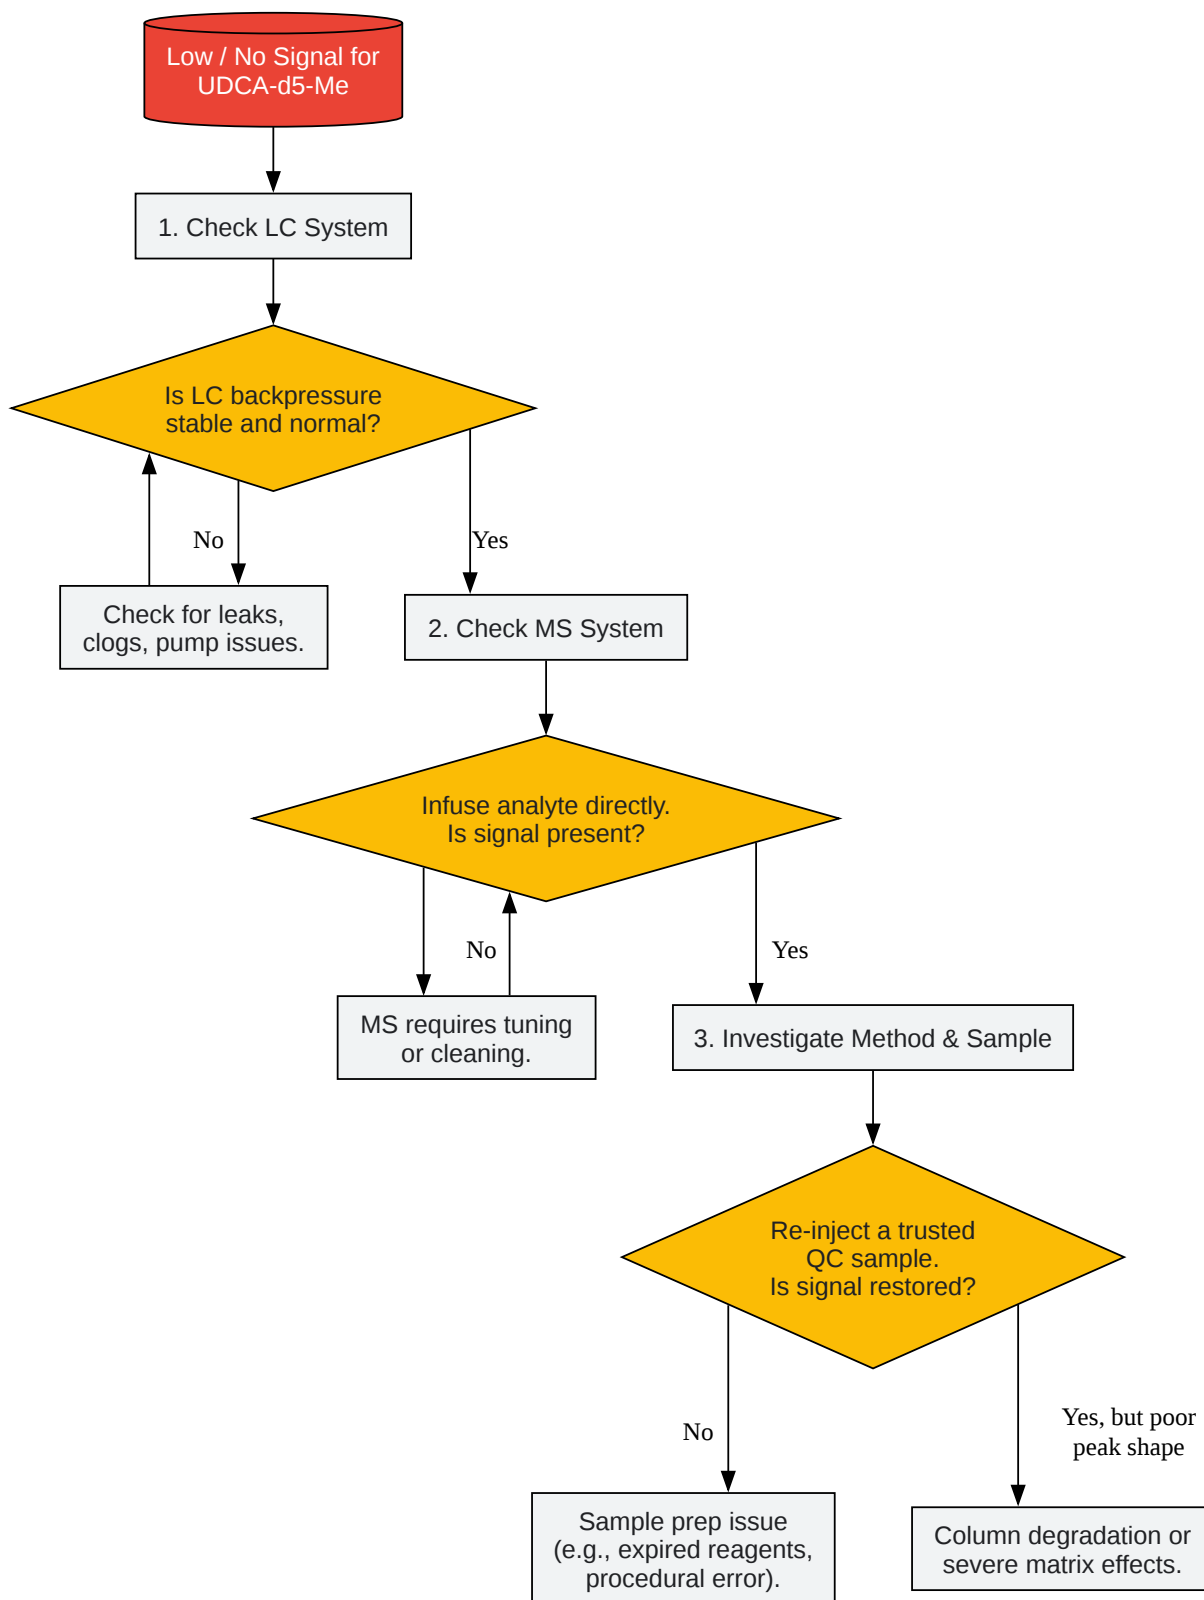 Low / No Signal for
UDCA-d5-Me
1. Check LC System
Is LC backpressure
stable and normal?
No
Yes
Check for leaks,
clogs, pump issues.
2. Check MS System
Infuse analyte directly.
Is signal present?
No
Yes
MS requires tuning
or cleaning.
3. Investigate Method & Sample
Re-inject a trusted
QC sample.
Is signal restored?
No
Yes, but poor
peak shape
Sample prep issue
(e.g., expired reagents,
procedural error).
Column degradation or
severe matrix effects.